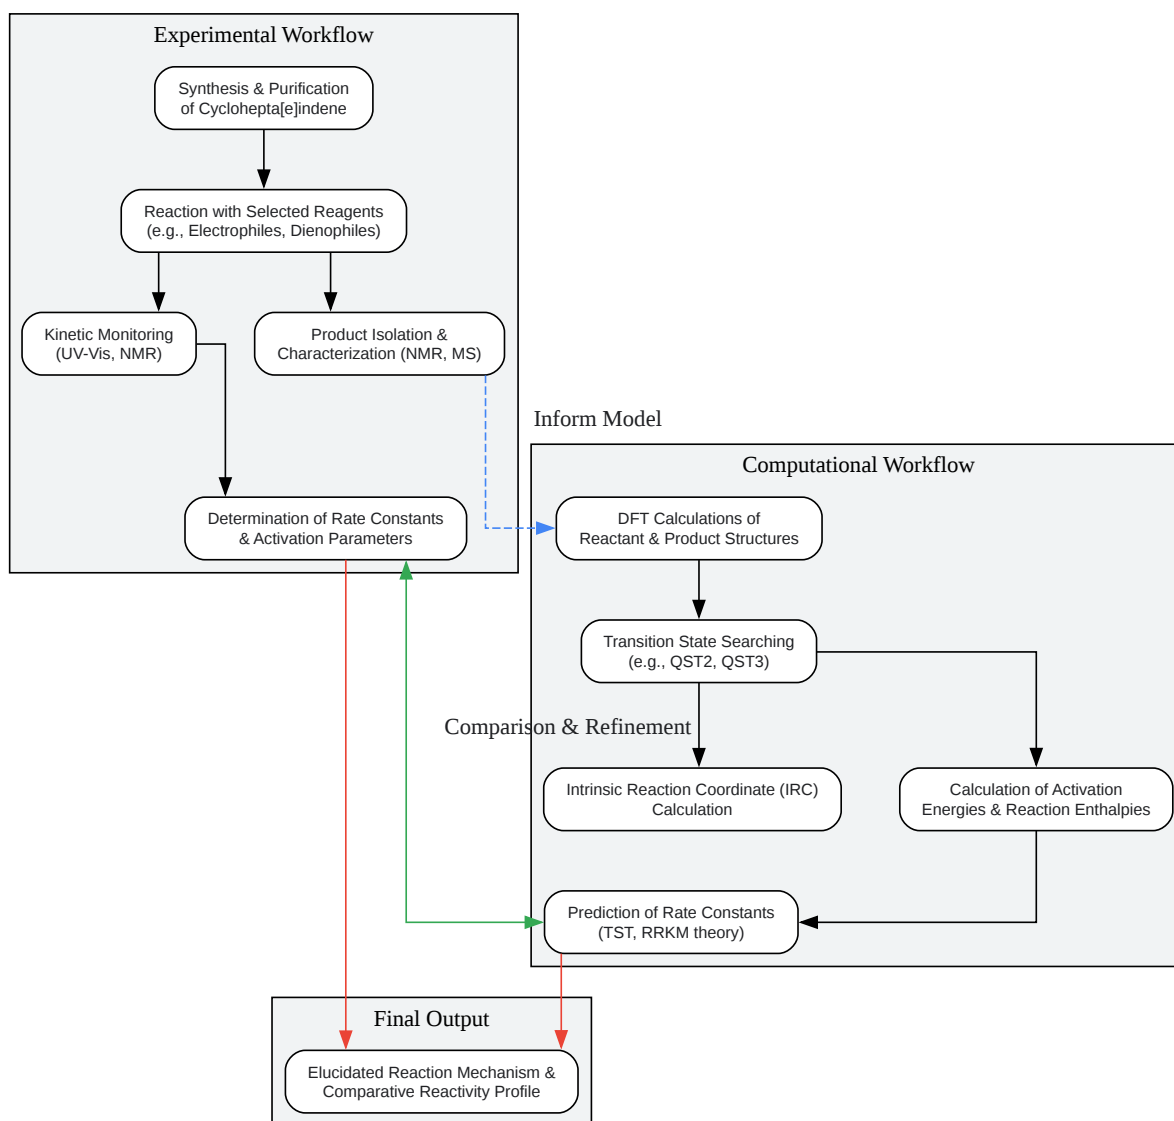 Experimental Workflow
Synthesis & Purification
of Cyclohepta[e]indene
Reaction with Selected Reagents
(e.g., Electrophiles, Dienophiles)
Kinetic Monitoring
(UV-Vis, NMR)
Product Isolation &
Characterization (NMR, MS)
Determination of Rate Constants
& Activation Parameters
Inform Model
Computational Workflow
DFT Calculations of
Reactant & Product Structures
Transition State Searching
(e.g., QST2, QST3)
Comparison & Refinement
Intrinsic Reaction Coordinate (IRC)
Calculation
Calculation of Activation
Energies & Reaction Enthalpies
Prediction of Rate Constants
(TST, RRKM theory)
Final Output
Elucidated Reaction Mechanism &
Comparative Reactivity Profile